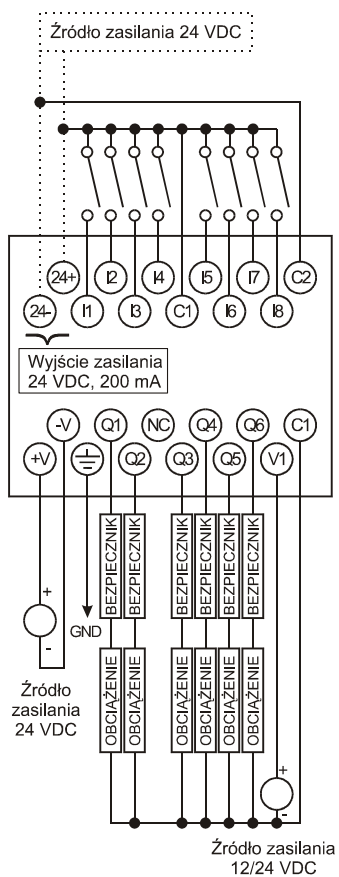 Źródło zasilania 24 VDC
24+ I2 I4 I5 I7 C2
24- I1 I3 C1 I6 I8
Wyjście zasilania
24 VDC, 200 mA
-V Q1 NC Q4 Q6 C1
+V Q2 Q3 Q5 V1
BEZPIECZNIK BEZPIECZNIK BEZPIECZNIK BEZPIECZNIK BEZPIECZNIK BEZPIECZNIK
+
-
GND
OBCIĄŻENIE OBCIĄŻENIE OBCIĄŻENIE OBCIĄŻENIE OBCIĄŻENIE OBCIĄŻENIE
Źródło
zasilania
24 VDC
+
-
Źródło zasilania
12/24 VDC